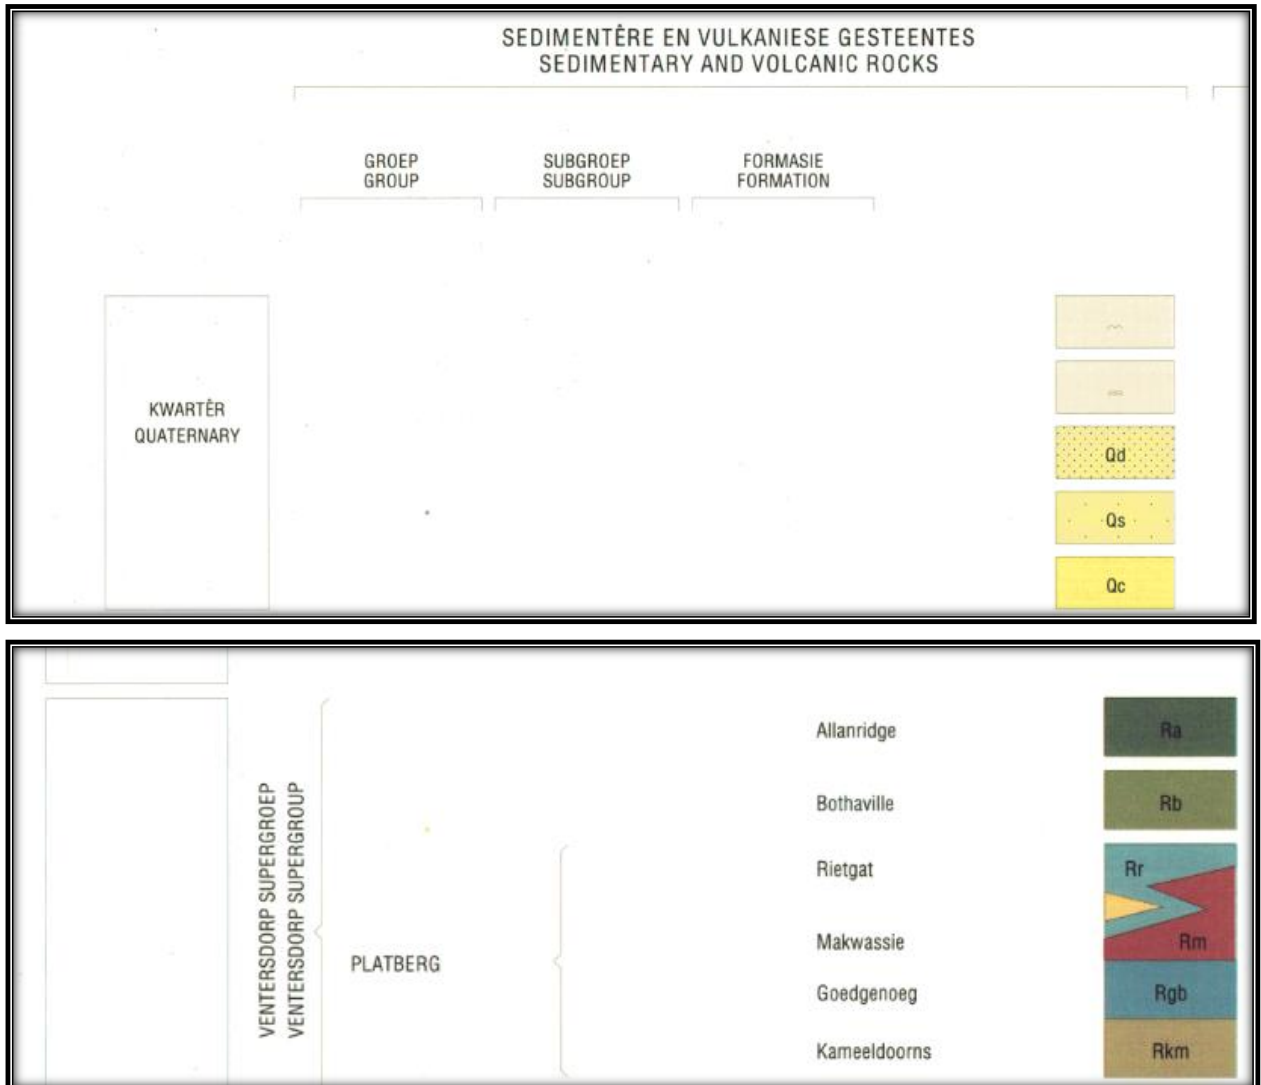 SEDIMENTÊRE EN VULKANIESE GESTEENTES
SEDIMENTARY AND VOLCANIC ROCKS
GROEP
GROUP
SUBGROEP
SUBGROUP
FORMASIE
FORMATION
KWARTÊR
QUATERNARY
Qd
Qs
Qc
VENTERSDORP SUPERGROEP
VENTERSDORP SUPERGROUP
PLATBERG
Allanridge
Ra
Bothaville
Rb
Rietgat
Rr
Makwassie
Rm
Goedgenoeg
Rgb
Kameeldoorns
Rkm